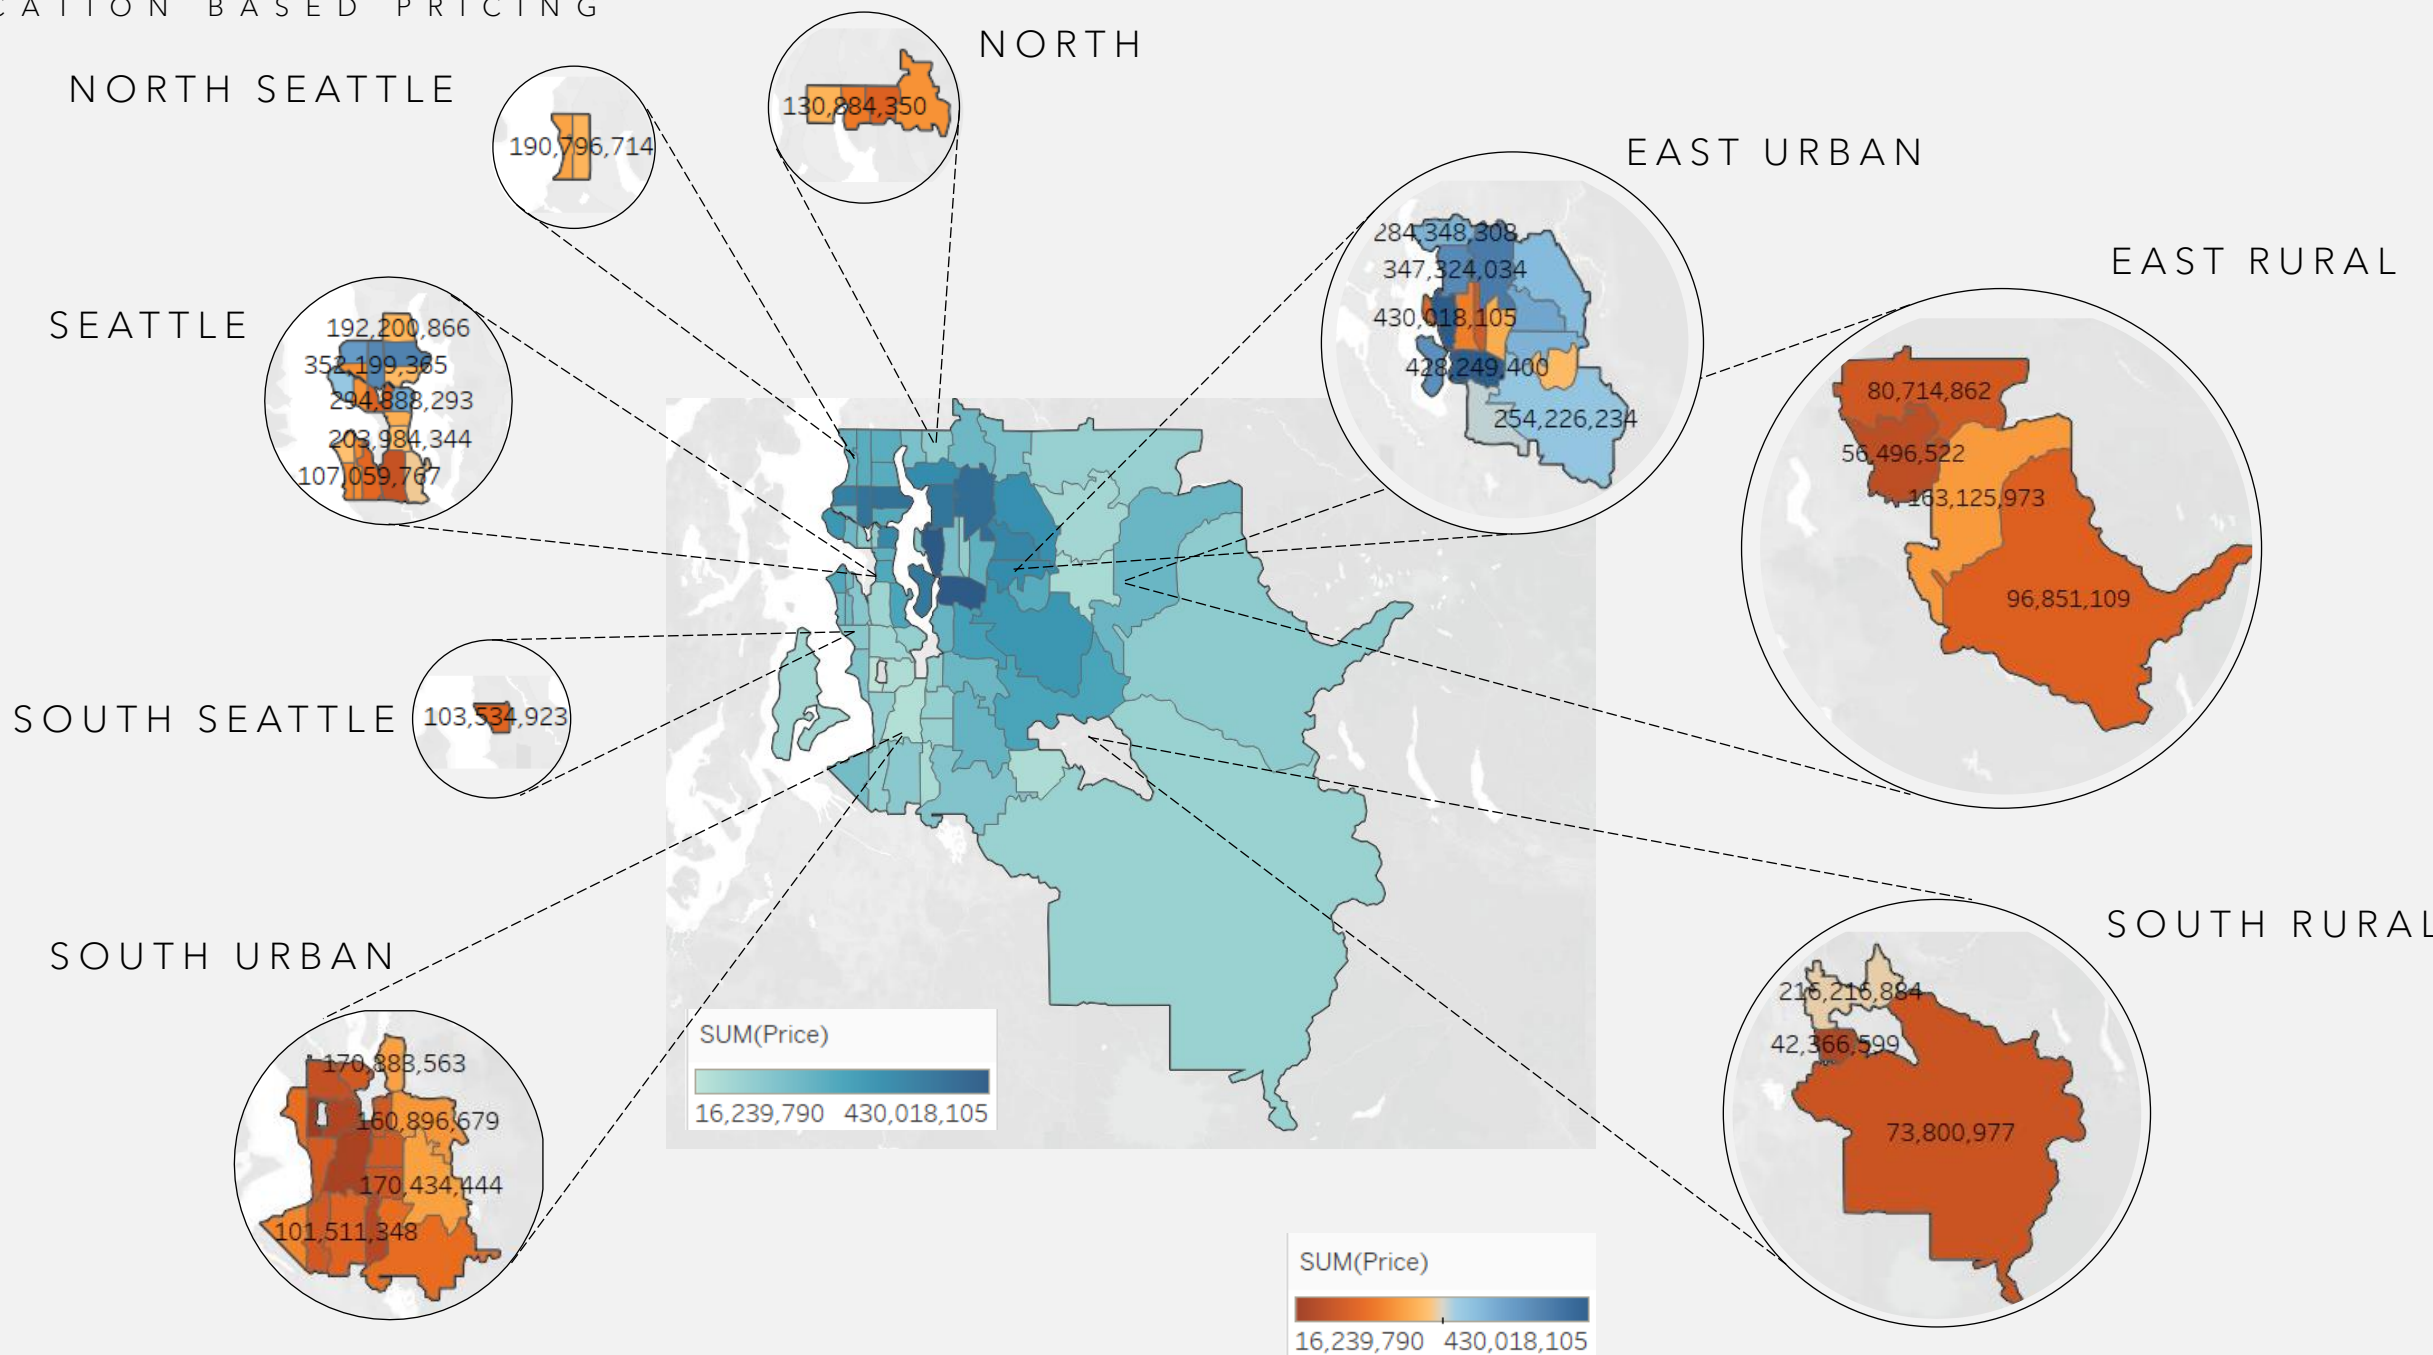 CATION BASED PRICING
NORTH
NORTH SEATTLE
130,884,350
190,796,714
EAST URBAN
284,348,308
347,324,034
430,018,105
428,249,400
254,226,234
EAST RURAL
80,714,862
56,496,522
163,125,973
96,851,109
SEATTLE
192,200,866
352,199,365
294,888,293
203,984,344
107,059,767
SOUTH SEATTLE
103,534,923
SOUTH URBAN
170,883,563
160,896,679
170,434,444
101,511,348
SOUTH RURAL
216,216,884
42,366,599
73,800,977
SUM(Price)
16,239,790 430,018,105
SUM(Price)
16,239,790 430,018,105